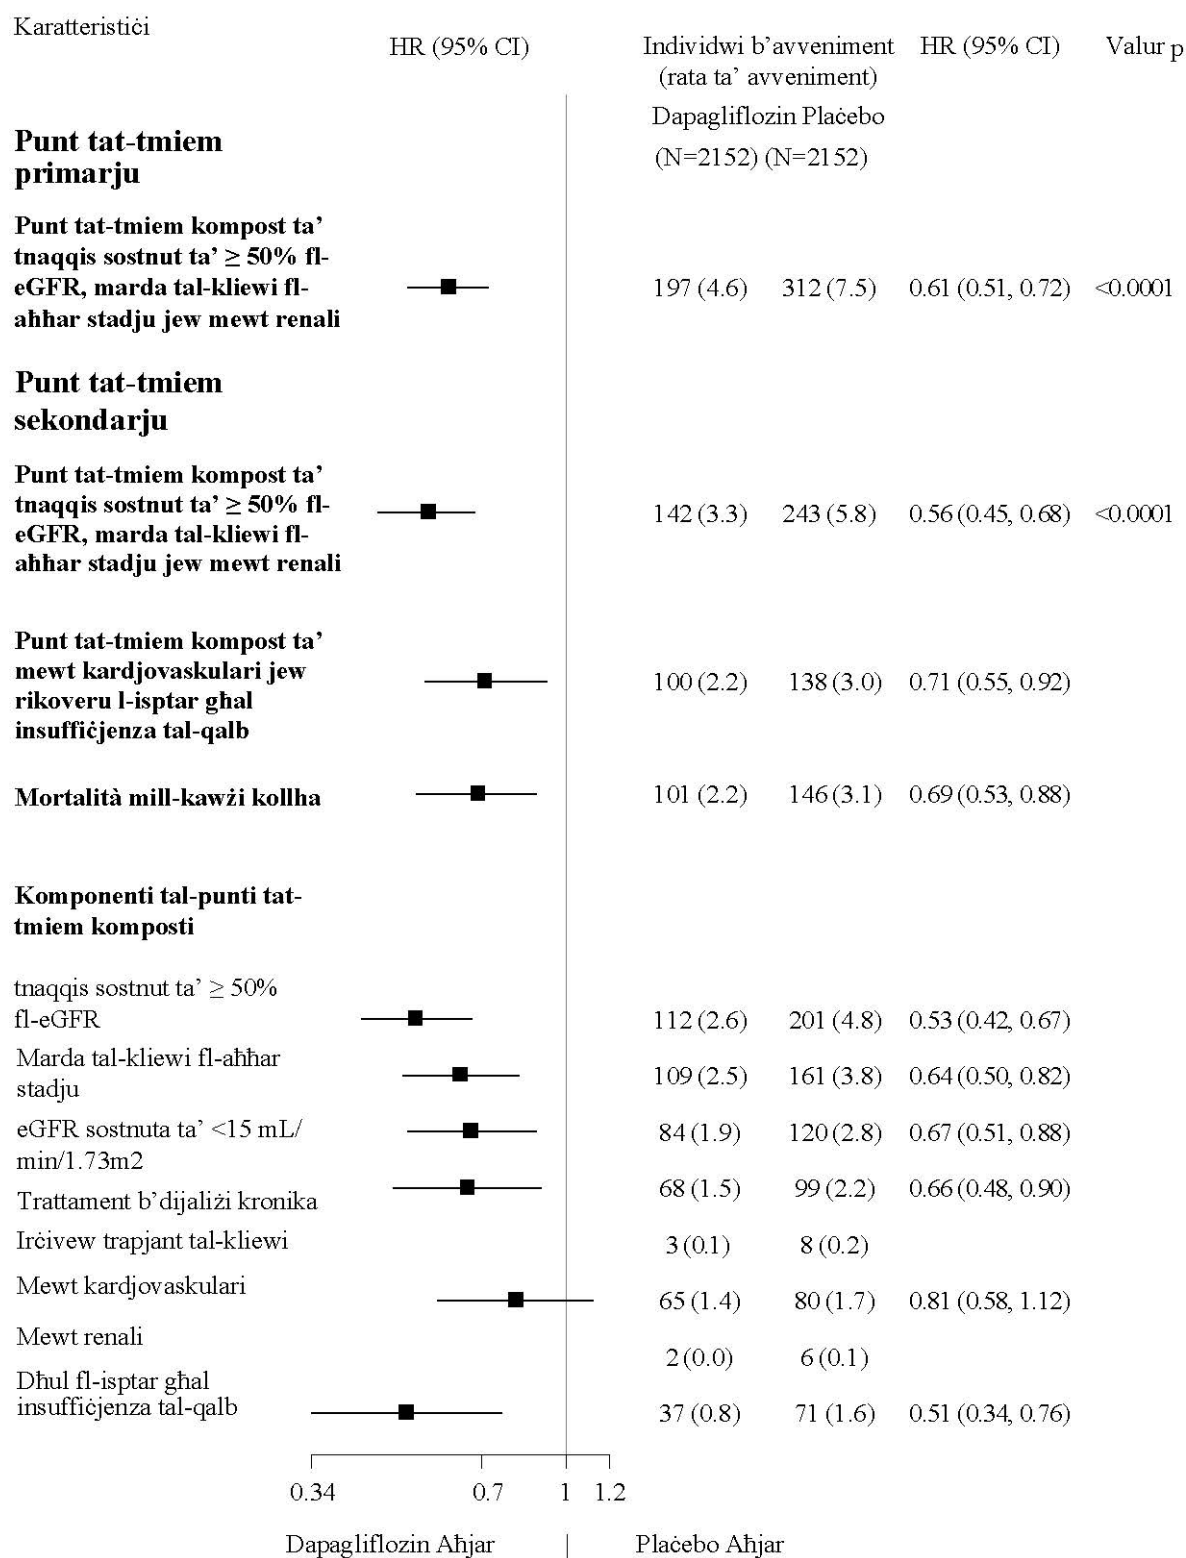 Karatteristiċi
HR (95% CI)
Individwi b’avveniment
(rata ta’ avveniment)
HR (95% CI)
Valur p
Dapagliflozin Plaċebo
(N=2152) (N=2152)
Punt tat-tmiem
primarju
Punt tat-tmiem kompost ta’
tnaqqis sostnut ta’ ≥ 50% fl-
eGFR, marda tal-kliewi fl-
aħħar stadju jew mewt renali
197 (4.6) 312 (7.5) 0.61 (0.51, 0.72) <0.0001
Punt tat-tmiem
sekondarju
Punt tat-tmiem kompost ta’
tnaqqis sostnut ta’ ≥ 50% fl-
eGFR, marda tal-kliewi fl-
aħħar stadju jew mewt renali
142 (3.3) 243 (5.8) 0.56 (0.45, 0.68) <0.0001
Punt tat-tmiem kompost ta’
mewt kardjovaskulari jew
rikoveru l-isptar għal
insuffiċjenza tal-qalb
100 (2.2) 138 (3.0) 0.71 (0.55, 0.92)
Mortalità mill-kawżi kollha 101 (2.2) 146 (3.1) 0.69 (0.53, 0.88)
Komponenti tal-punti tat-
tmiem komposti
tnaqqis sostnut ta’ ≥ 50%
fl-eGFR
112 (2.6) 201 (4.8) 0.53 (0.42, 0.67)
Marda tal-kliewi fl-aħħar
stadju
109 (2.5) 161 (3.8) 0.64 (0.50, 0.82)
eGFR sostnuta ta’ <15 mL/
min/1.73m2
84 (1.9) 120 (2.8) 0.67 (0.51, 0.88)
Trattament b’dijaliżi kronika
68 (1.5) 99 (2.2) 0.66 (0.48, 0.90)
Irċivew trapjant tal-kliewi
3 (0.1) 8 (0.2)
Mewt kardjovaskulari
65 (1.4) 80 (1.7) 0.81 (0.58, 1.12)
Mewt renali
2 (0.0) 6 (0.1)
Dħul fl-isptar għal
insuffiċjenza tal-qalb
37 (0.8) 71 (1.6) 0.51 (0.34, 0.76)
0.34 0.7 1 1.2
Dapagliflozin Aħjar | Plaċebo Aħjar